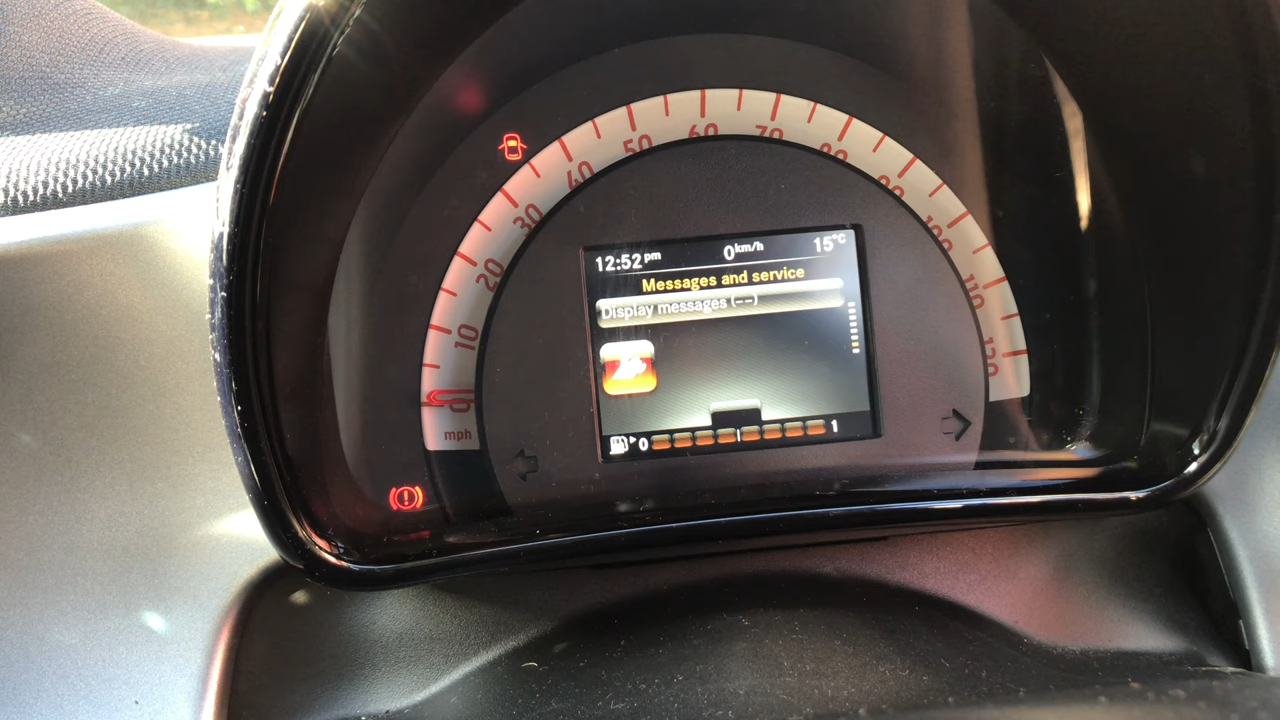 10 20 30 40 50 60 70 80 90 100 110 120
0
mph
12:52 pm 0 km/h 15°C
Messages and service
Display messages (--)
0 1